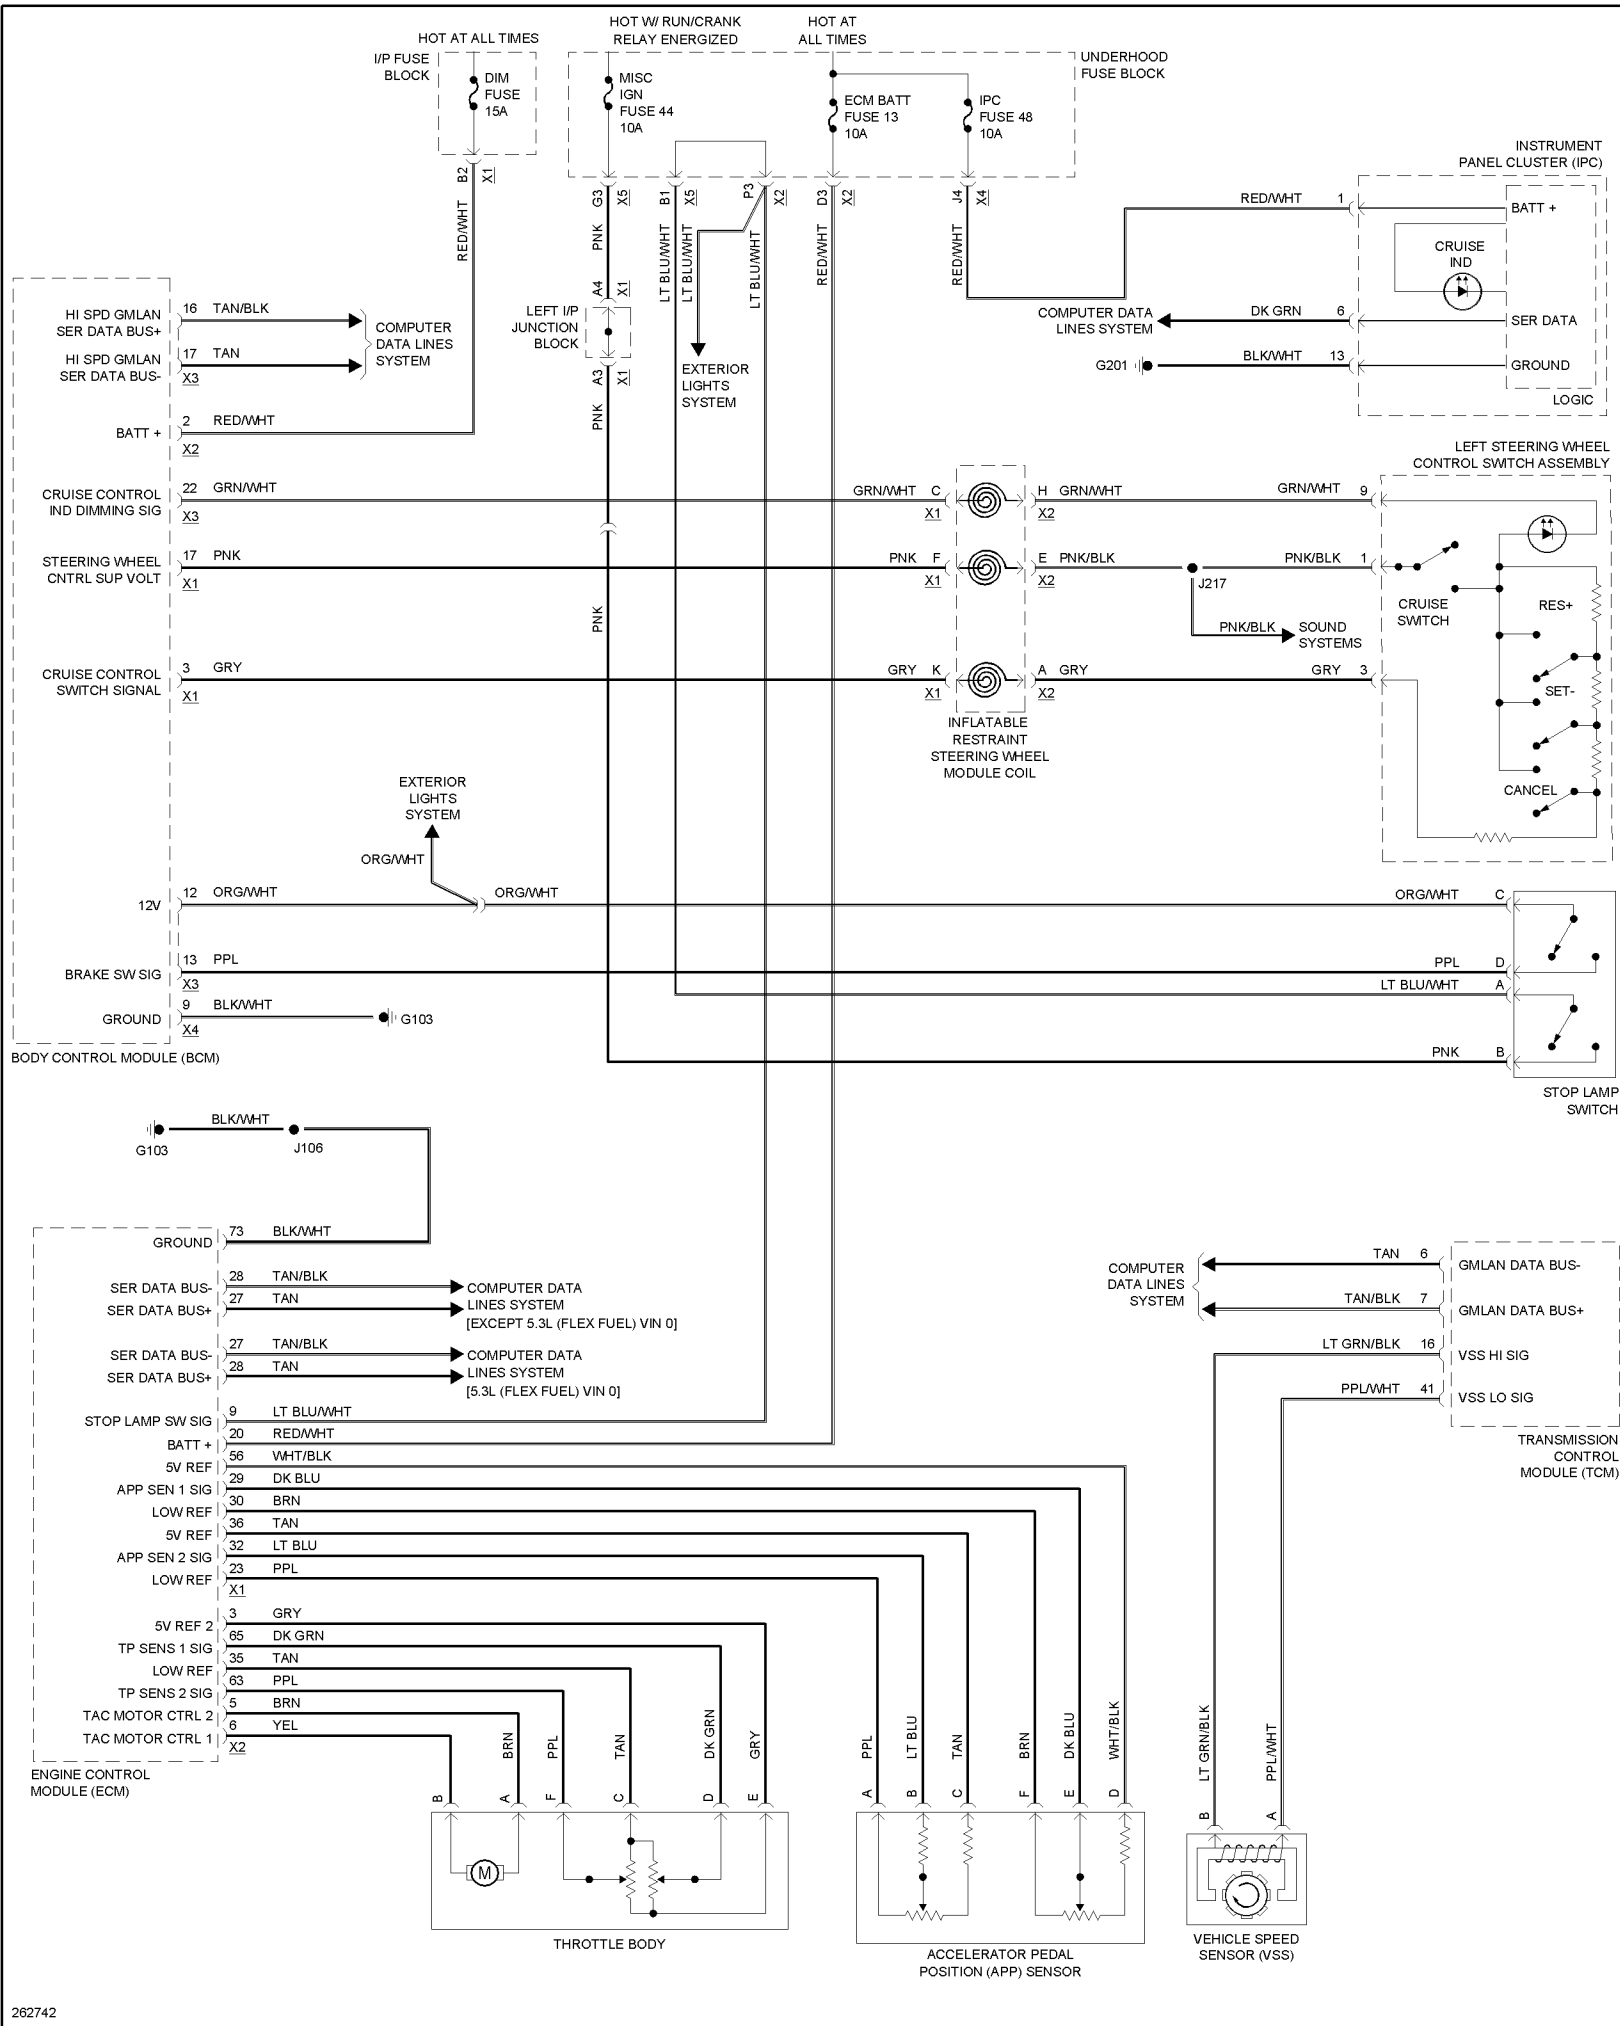 HOT AT ALL TIMES
I/P FUSE
BLOCK
DIM
FUSE
15A
B2
X1
RED/WHT
HOT W/ RUN/CRANK
RELAY ENERGIZED
HOT AT
ALL TIMES
UNDERHOOD
FUSE BLOCK
MISC
IGN
FUSE 44
10A
ECM BATT
FUSE 13
10A
IPC
FUSE 48
10A
G3
X5
B1
X5
P3
X2
D3
X2
J4
X4
PNK
LT BLU/WHT
LT BLU/WHT
LT BLU/WHT
RED/WHT
RED/WHT
A4
X1
LEFT I/P
JUNCTION
BLOCK
A3
X1
PNK
PNK
EXTERIOR
LIGHTS
SYSTEM
INSTRUMENT
PANEL CLUSTER (IPC)
RED/WHT 1
BATT +
CRUISE
IND
COMPUTER DATA
LINES SYSTEM
DK GRN 6
SER DATA
G201
BLK/WHT 13
GROUND
LOGIC
HI SPD GMLAN
SER DATA BUS+
16 TAN/BLK
HI SPD GMLAN
SER DATA BUS-
17 TAN
X3
COMPUTER
DATA LINES
SYSTEM
BATT +
2 RED/WHT
X2
CRUISE CONTROL
IND DIMMING SIG
22 GRN/WHT
X3
GRN/WHT C
X1
H GRN/WHT
X2
GRN/WHT 9
STEERING WHEEL
CNTRL SUP VOLT
17 PNK
X1
PNK F
X1
E PNK/BLK
X2
J217
PNK/BLK 1
PNK/BLK
SOUND
SYSTEMS
CRUISE CONTROL
SWITCH SIGNAL
3 GRY
X1
GRY K
X1
A GRY
X2
GRY 3
INFLATABLE
RESTRAINT
STEERING WHEEL
MODULE COIL
LEFT STEERING WHEEL
CONTROL SWITCH ASSEMBLY
CRUISE
SWITCH
RES+
SET-
CANCEL
EXTERIOR
LIGHTS
SYSTEM
ORG/WHT
12V
12 ORG/WHT
ORG/WHT
ORG/WHT C
BRAKE SW SIG
13 PPL
X3
PPL D
LT BLU/WHT A
GROUND
9 BLK/WHT
X4
G103
PNK B
BODY CONTROL MODULE (BCM)
STOP LAMP
SWITCH
BLK/WHT
G103
J106
GROUND
73 BLK/WHT
SER DATA BUS-
28 TAN/BLK
SER DATA BUS+
27 TAN
COMPUTER DATA
LINES SYSTEM
[EXCEPT 5.3L (FLEX FUEL) VIN 0]
SER DATA BUS-
27 TAN/BLK
SER DATA BUS+
28 TAN
COMPUTER DATA
LINES SYSTEM
[5.3L (FLEX FUEL) VIN 0]
STOP LAMP SW SIG
9 LT BLU/WHT
BATT +
20 RED/WHT
5V REF
56 WHT/BLK
APP SEN 1 SIG
29 DK BLU
LOW REF
30 BRN
5V REF
36 TAN
APP SEN 2 SIG
32 LT BLU
LOW REF
23 PPL
X1
5V REF 2
3 GRY
TP SENS 1 SIG
65 DK GRN
LOW REF
35 TAN
TP SENS 2 SIG
63 PPL
TAC MOTOR CTRL 2
5 BRN
TAC MOTOR CTRL 1
6 YEL
X2
ENGINE CONTROL
MODULE (ECM)
COMPUTER
DATA LINES
SYSTEM
TAN 6
GMLAN DATA BUS-
TAN/BLK 7
GMLAN DATA BUS+
LT GRN/BLK 16
VSS HI SIG
PPL/WHT 41
VSS LO SIG
TRANSMISSION
CONTROL
MODULE (TCM)
BRN
PPL
TAN
DK GRN
GRY
B
A
F
C
D
E
M
THROTTLE BODY
PPL
LT BLU
TAN
BRN
DK BLU
WHT/BLK
A
B
C
F
E
D
ACCELERATOR PEDAL
POSITION (APP) SENSOR
LT GRN/BLK
PPL/WHT
B
A
VEHICLE SPEED
SENSOR (VSS)
262742